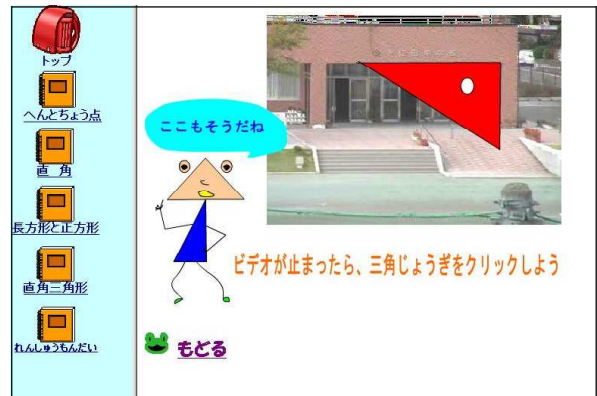 トップ
へんとちょう点
直 角
長方形と正方形
直角三角形
れんしゅうもんだい
ここもそうだね
ビデオが止まったら、三角じょうぎをクリックしよう
もどる